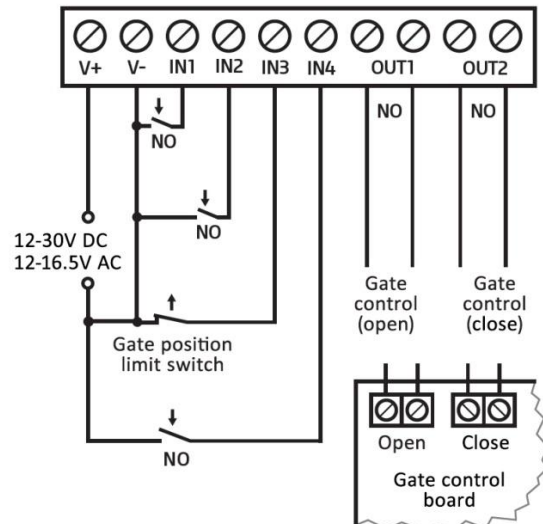 V+ V- IN1 IN2 IN3 IN4 OUT1 OUT2
NO NO
NO
NO
12-30V DC
12-16.5V AC
Gate position
limit switch
NO
Gate
control
(open)
Gate
control
(close)
Open Close
Gate control
board